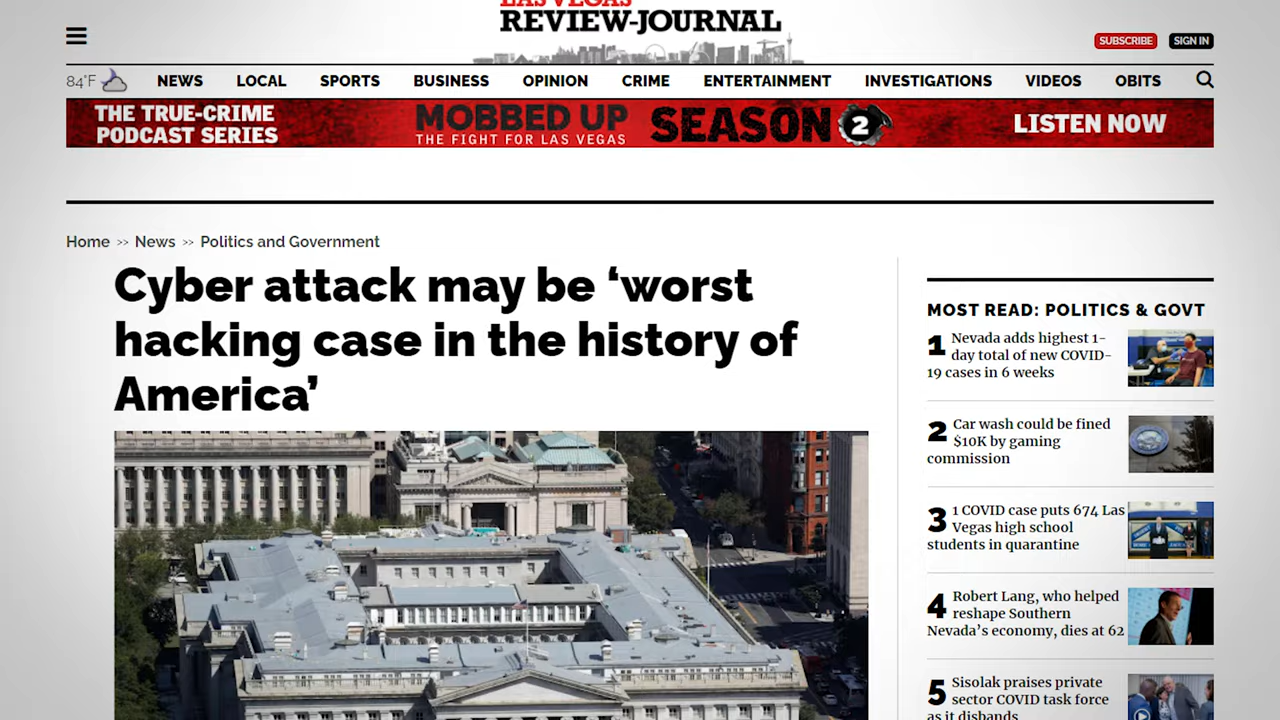 LAS VEGAS
REVIEW-JOURNAL
SUBSCRIBE
SIGN IN
84°F
NEWS
LOCAL
SPORTS
BUSINESS
OPINION
CRIME
ENTERTAINMENT
INVESTIGATIONS
VIDEOS
OBITS
THE TRUE-CRIME
PODCAST SERIES
MOBBED UP
THE FIGHT FOR LAS VEGAS
SEASON 2
LISTEN NOW
Home >> News >> Politics and Government
Cyber attack may be ‘worst
hacking case in the history of
America’
MOST READ: POLITICS & GOVT
1 Nevada adds highest 1-
day total of new COVID-
19 cases in 6 weeks
2 Car wash could be fined
$10K by gaming
commission
3 1 COVID case puts 674 Las
Vegas high school
students in quarantine
4 Robert Lang, who helped
reshape Southern
Nevada’s economy, dies at 62
5 Sisolak praises private
sector COVID task force
as it disbands